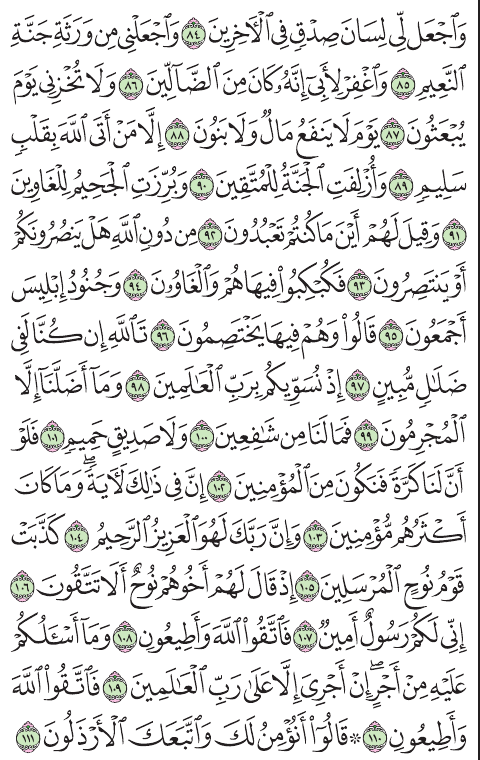 وَٱجۡعَل لِّي لِسَانَ صِدۡقٖ فِي ٱلۡأٓخِرِينَ ٨٤ وَٱجۡعَلۡنِي مِن وَرَثَةِ جَنَّةِ
ٱلنَّعِيمِ ٨٥ وَٱغۡفِرۡ لِأَبِيٓ إِنَّهُۥ كَانَ مِنَ ٱلضَّآلِّينَ ٨٦ وَلَا تُخۡزِنِي يَوۡمَ
يُبۡعَثُونَ ٨٧ يَوۡمَ لَا يَنفَعُ مَالٞ وَلَا بَنُونَ ٨٨ إِلَّا مَنۡ أَتَى ٱللَّهَ بِقَلۡبٖ
سَلِيمٖ ٨٩ وَأُزۡلِفَتِ ٱلۡجَنَّةُ لِلۡمُتَّقِينَ ٩٠ وَبُرِّزَتِ ٱلۡجَحِيمُ لِلۡغَاوِينَ
٩١ وَقِيلَ لَهُمۡ أَيۡنَ مَا كُنتُمۡ تَعۡبُدُونَ ٩٢ مِن دُونِ ٱللَّهِ هَلۡ يَنصُرُونَكُمۡ
أَوۡ يَنتَصِرُونَ ٩٣ فَكُبۡكِبُواْ فِيهَا هُمۡ وَٱلۡغَاوُۥنَ ٩٤ وَجُنُودُ إِبۡلِيسَ
أَجۡمَعُونَ ٩٥ قَالُواْ وَهُمۡ فِيهَا يَخۡتَصِمُونَ ٩٦ تَٱللَّهِ إِن كُنَّا لَفِي
ضَلَٰلٖ مُّبِينٍ ٩٧ إِذۡ نُسَوِّيكُم بِرَبِّ ٱلۡعَٰلَمِينَ ٩٨ وَمَآ أَضَلَّنَآ إِلَّا
ٱلۡمُجۡرِمُونَ ٩٩ فَمَا لَنَا مِن شَٰفِعِينَ ١٠٠ وَلَا صَدِيقٍ حَمِيمٖ ١٠١ فَلَوۡ
أَنَّ لَنَا كَرَّةٗ فَنَكُونَ مِنَ ٱلۡمُؤۡمِنِينَ ١٠٢ إِنَّ فِي ذَٰلِكَ لَأٓيَةٗۖ وَمَا كَانَ
أَكۡثَرُهُم مُّؤۡمِنِينَ ١٠٣ وَإِنَّ رَبَّكَ لَهُوَ ٱلۡعَزِيزُ ٱلرَّحِيمُ ١٠٤ كَذَّبَتۡ
قَوۡمُ نُوحٍ ٱلۡمُرۡسَلِينَ ١٠٥ إِذۡ قَالَ لَهُمۡ أَخُوهُمۡ نُوحٌ أَلَا تَتَّقُونَ ١٠٦
إِنِّي لَكُمۡ رَسُولٌ أَمِينٞ ١٠٧ فَٱتَّقُواْ ٱللَّهَ وَأَطِيعُونِ ١٠٨ وَمَآ أَسۡـَٔلُكُمۡ
عَلَيۡهِ مِنۡ أَجۡرٍۖ إِنۡ أَجۡرِيَ إِلَّا عَلَىٰ رَبِّ ٱلۡعَٰلَمِينَ ١٠٩ فَٱتَّقُواْ ٱللَّهَ
وَأَطِيعُونِ ١١٠ ۞ قَالُوٓاْ أَنُؤۡمِنُ لَكَ وَٱتَّبَعَكَ ٱلۡأَرۡذَلُونَ ١١١